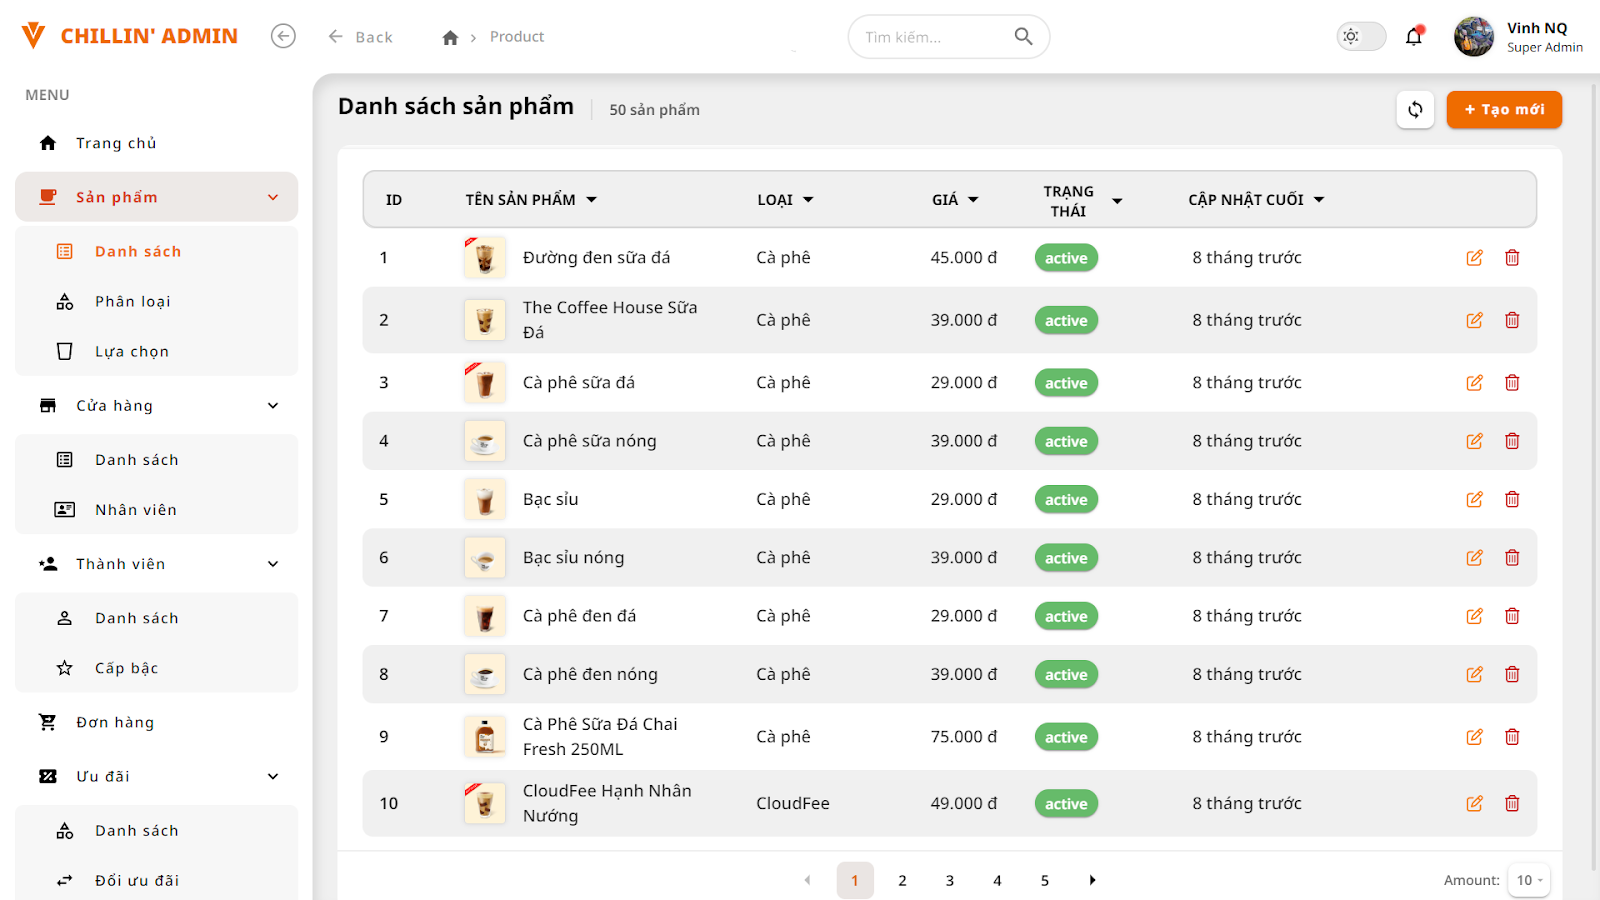 CHILLIN' ADMIN
Back
Product
Tìm kiếm...
Vinh NQ
Super Admin
MENU
Trang chủ
Sản phẩm
Danh sách
Phân loại
Lựa chọn
Cửa hàng
Danh sách
Nhân viên
Thành viên
Danh sách
Cấp bậc
Đơn hàng
Ưu đãi
Danh sách
Đổi ưu đãi
Danh sách sản phẩm
50 sản phẩm
+ Tạo mới
ID TÊN SẢN PHẨM LOẠI GIÁ TRẠNG THÁI CẬP NHẬT CUỐI
1 Đường đen sữa đá Cà phê 45.000 đ active 8 tháng trước
2 The Coffee House Sữa Đá Cà phê 39.000 đ active 8 tháng trước
3 Cà phê sữa đá Cà phê 29.000 đ active 8 tháng trước
4 Cà phê sữa nóng Cà phê 39.000 đ active 8 tháng trước
5 Bạc sỉu Cà phê 29.000 đ active 8 tháng trước
6 Bạc sỉu nóng Cà phê 39.000 đ active 8 tháng trước
7 Cà phê đen đá Cà phê 29.000 đ active 8 tháng trước
8 Cà phê đen nóng Cà phê 39.000 đ active 8 tháng trước
9 Cà Phê Sữa Đá Chai Fresh 250ML Cà phê 75.000 đ active 8 tháng trước
10 CloudFee Hạnh Nhân Nướng CloudFee 49.000 đ active 8 tháng trước
1 2 3 4 5
Amount: 10